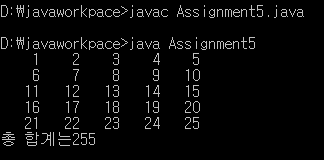 D:\javaworkpace>javac Assignment5.java
D:\javaworkpace>java Assignment5
1 2 3 4 5
6 7 8 9 10
11 12 13 14 15
16 17 18 19 20
21 22 23 24 25
총 합계는255